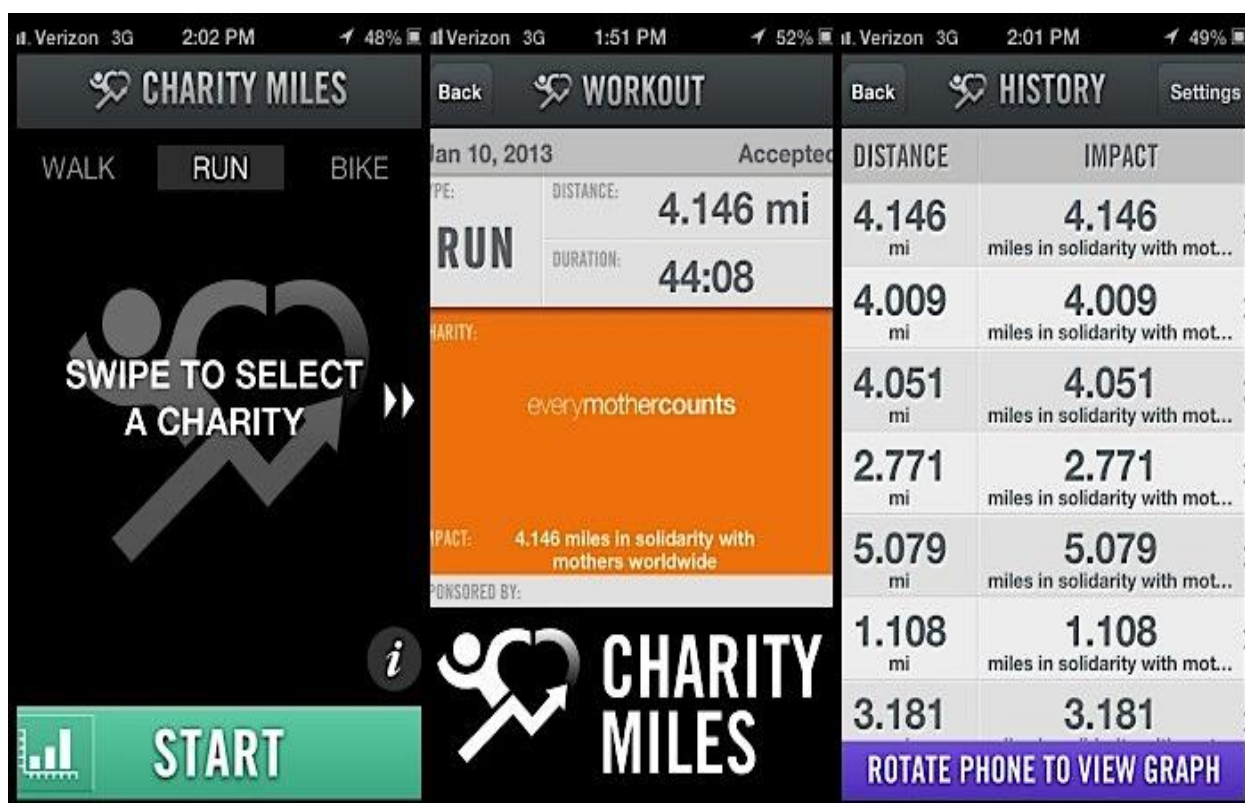 Verizon 3G 2:02 PM 48%
CHARITY MILES
WALK RUN BIKE
SWIPE TO SELECT
A CHARITY
i
START
Verizon 3G 1:51 PM 52%
Back WORKOUT
Jan 10, 2013 Accepted
YPE:
RUN
DISTANCE:
4.146 mi
DURATION:
44:08
HARITY:
everymothercounts
MPACT: 4.146 miles in solidarity with
mothers worldwide
PONSORED BY:
CHARITY
MILES
Verizon 3G 2:01 PM 49%
Back HISTORY Settings
DISTANCE IMPACT
4.146 4.146
mi miles in solidarity with mot...
4.009 4.009
mi miles in solidarity with mot...
4.051 4.051
mi miles in solidarity with mot...
2.771 2.771
mi miles in solidarity with mot...
5.079 5.079
mi miles in solidarity with mot...
1.108 1.108
mi miles in solidarity with mot...
3.181 3.181
ROTATE PHONE TO VIEW GRAPH